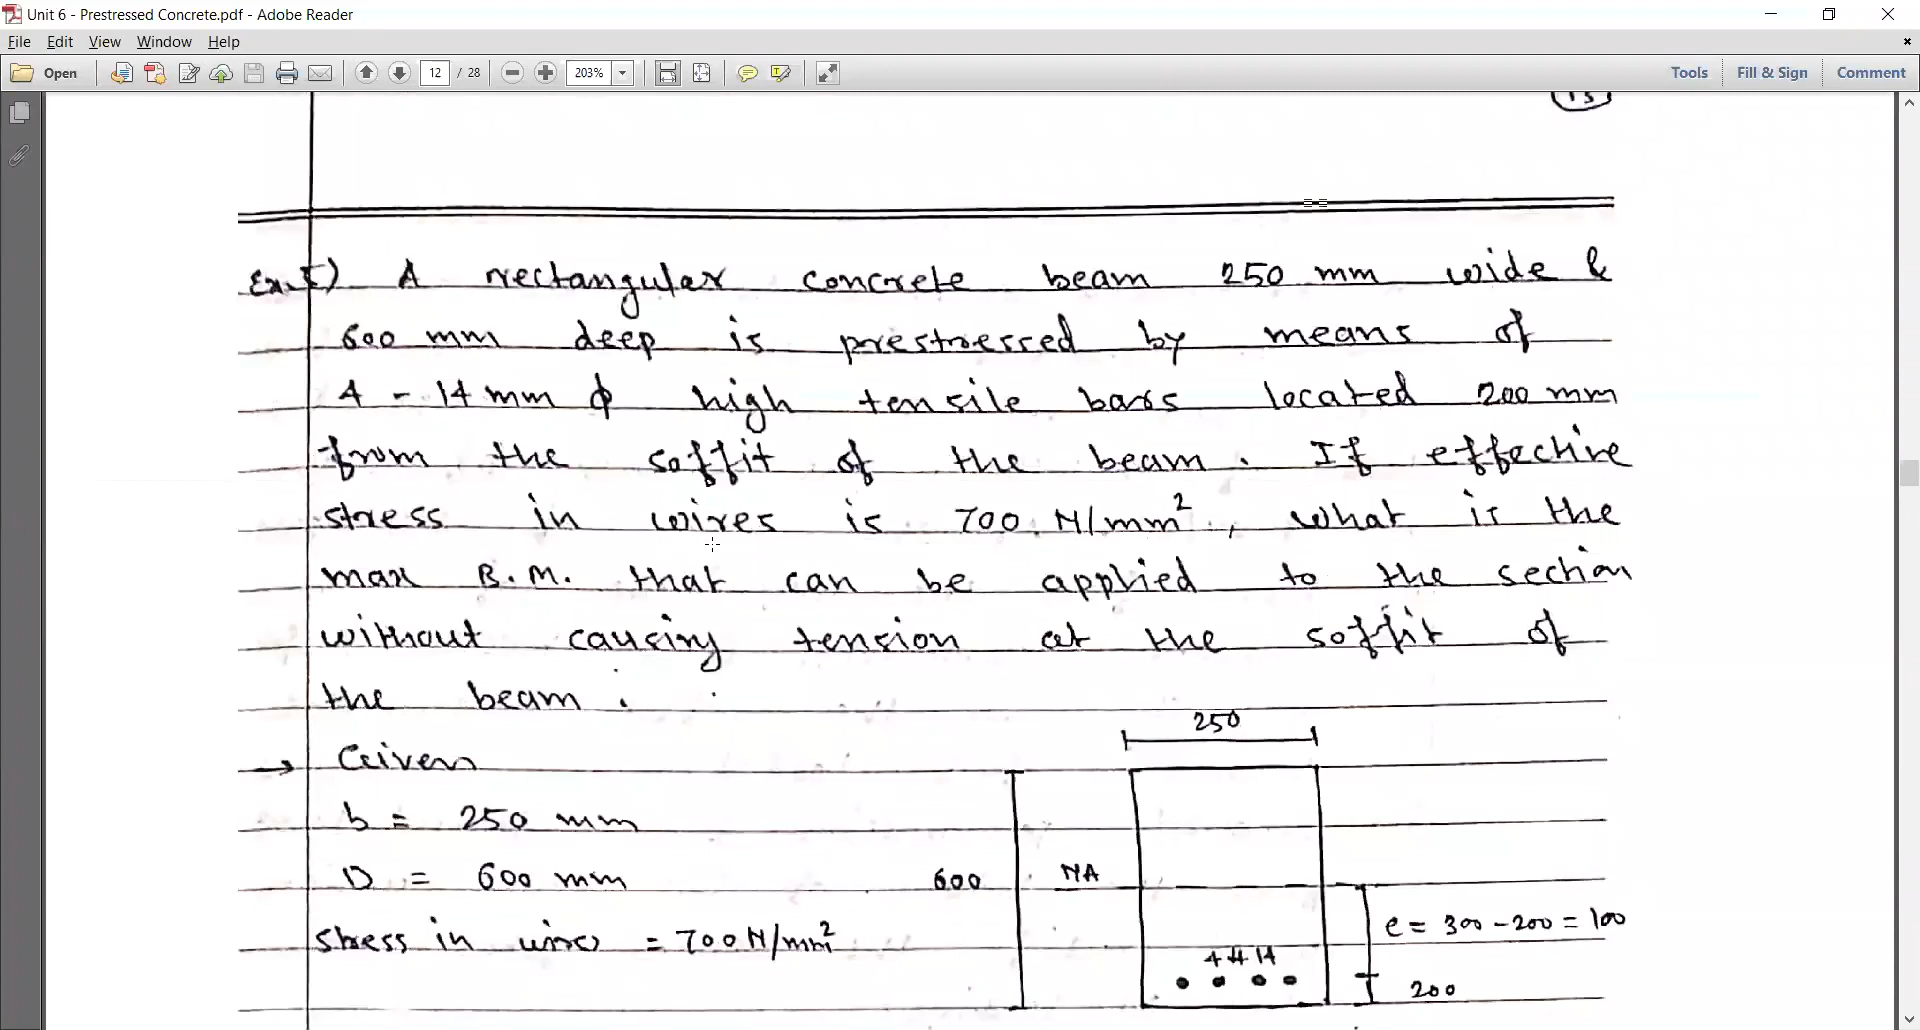 Unit 6 - Prestressed Concrete.pdf - Adobe Reader
File Edit View Window Help
Open 12 / 28 203% Tools Fill & Sign Comment
13
Ex.5) A rectangular concrete beam 250 mm wide &
600 mm deep is prestressed by means of
4 - 14 mm ϕ high tensile bars located 200 mm
from the soffit of the beam. If effective
stress in wires is 700 N/mm², what is the
max B.M. that can be applied to the section
without causing tension at the soffit of
the beam.
→ Given
250
b = 250 mm
D = 600 mm
600 NA
stress in wires = 700 N/mm²
e = 300 - 200 = 100
4 # 14
200